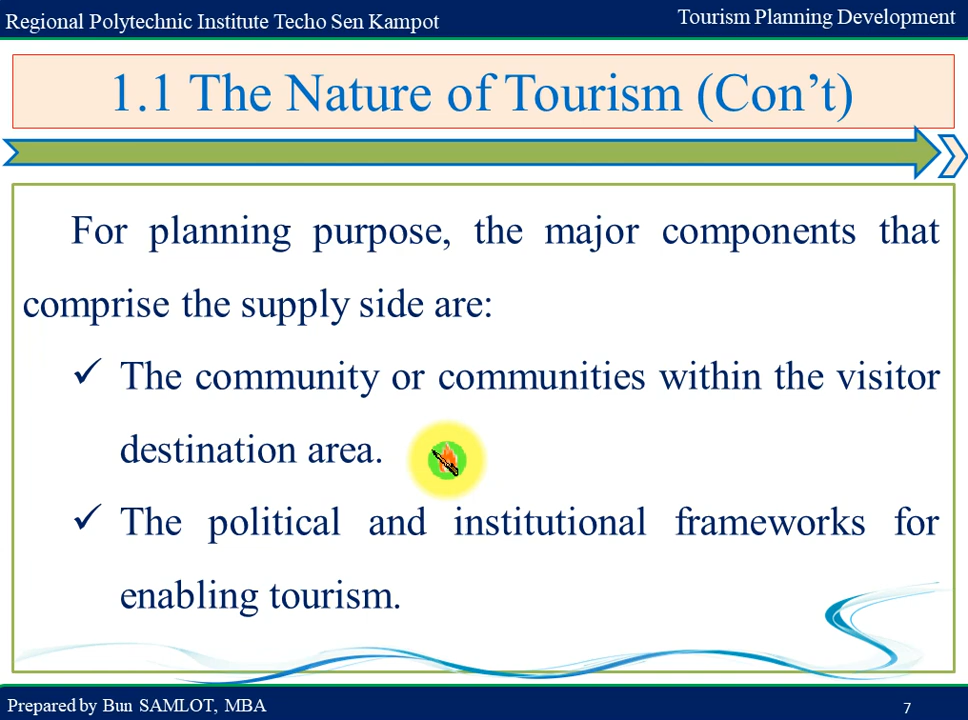 Regional Polytechnic Institute Techo Sen Kampot
Tourism Planning Development
1.1 The Nature of Tourism (Con’t)
For planning purpose, the major components that
comprise the supply side are:
✓ The community or communities within the visitor
destination area.
✓ The political and institutional frameworks for
enabling tourism.
Prepared by Bun SAMLOT, MBA
7